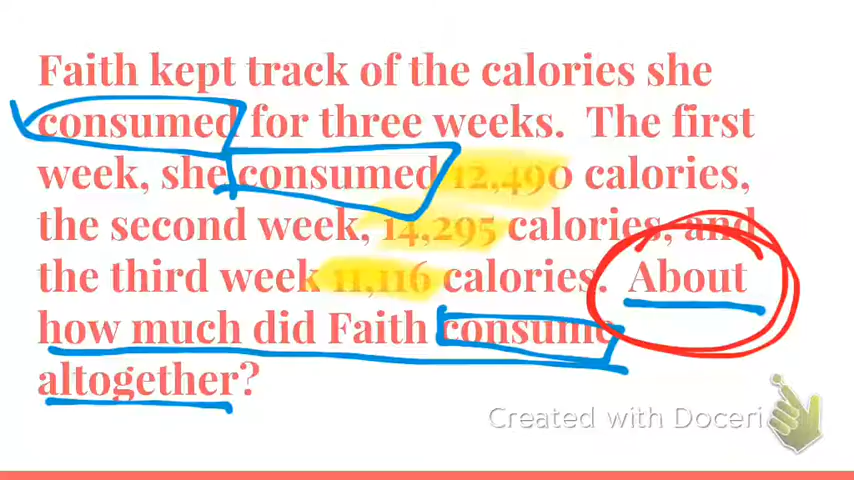 Faith kept track of the calories she
consumed for three weeks. The first
week, she consumed 12,490 calories,
the second week, 14,295 calories, and
the third week 11,116 calories. About
how much did Faith consume
altogether?
Created with Doceri